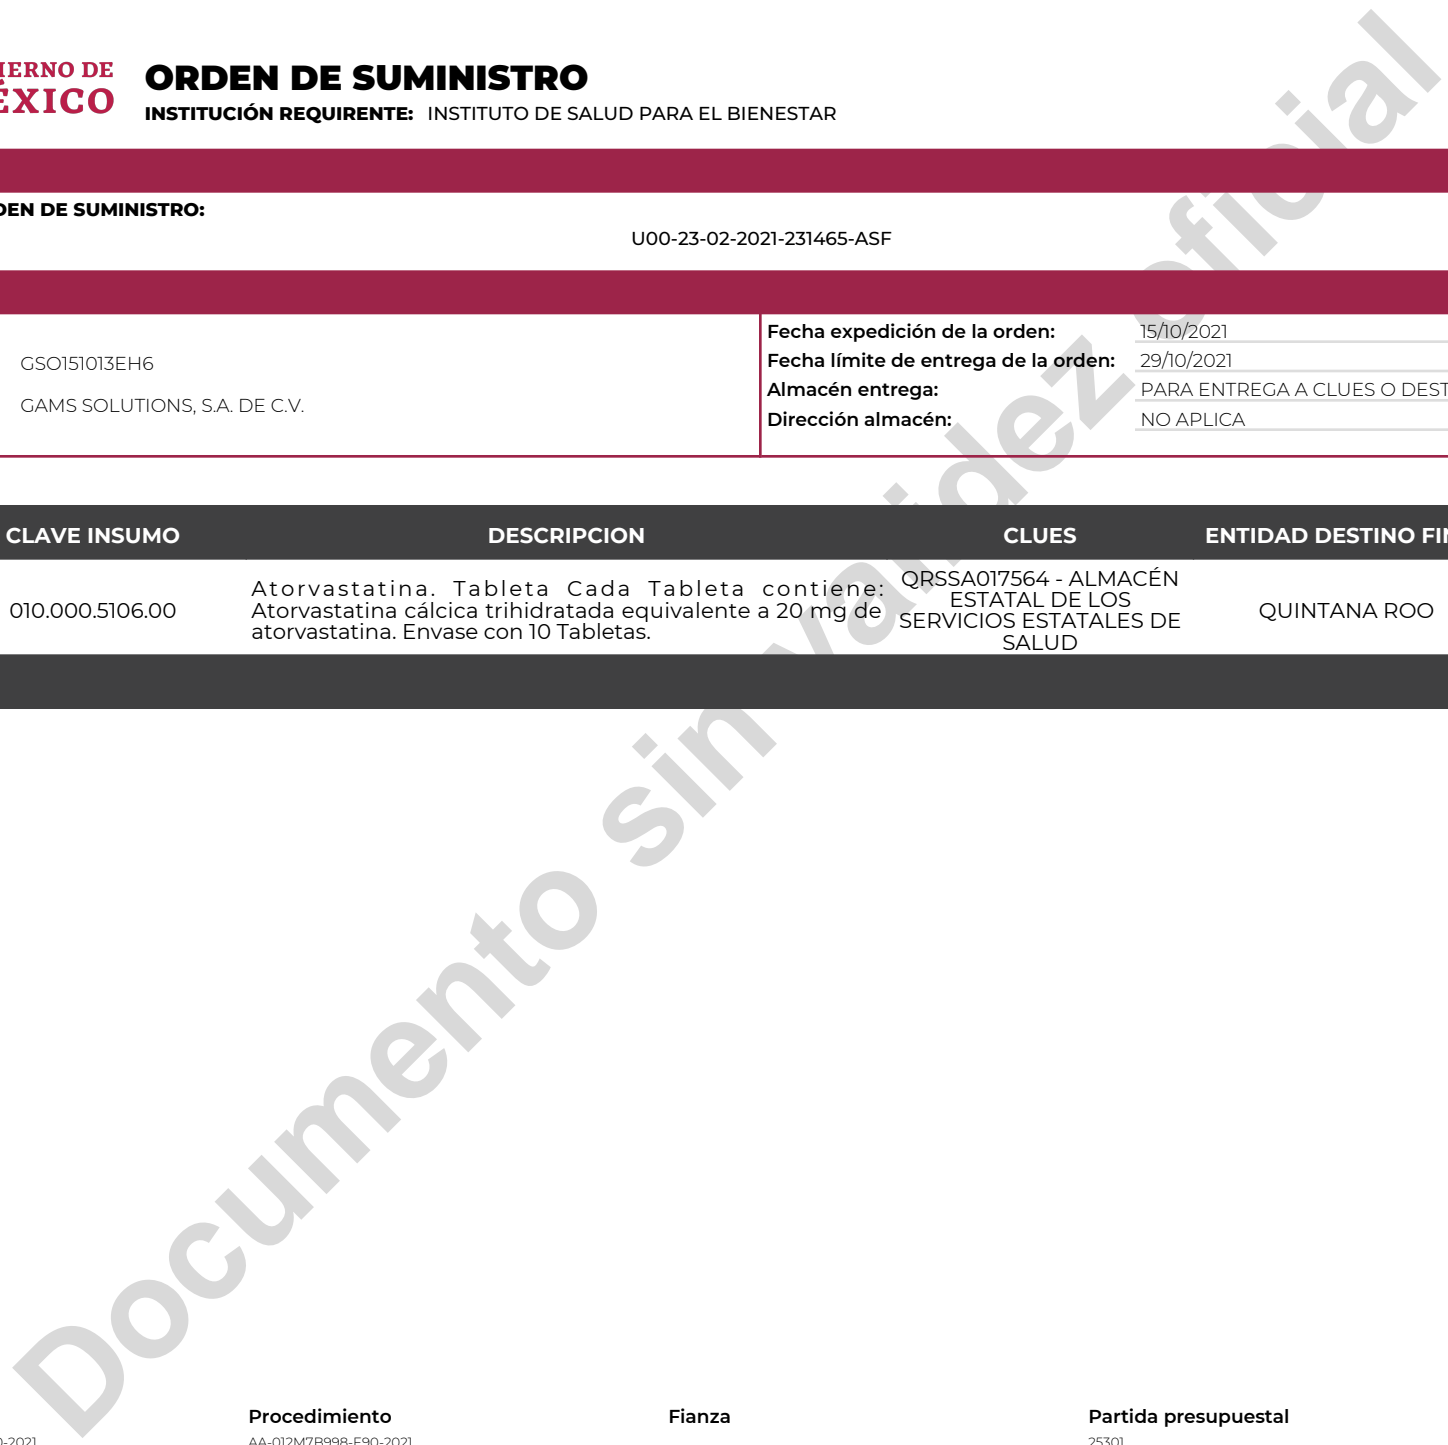 IERNO DE
ÉXICO
ORDEN DE SUMINISTRO
INSTITUCIÓN REQUIRENTE: INSTITUTO DE SALUD PARA EL BIENESTAR
DEN DE SUMINISTRO:
U00-23-02-2021-231465-ASF
GSO151013EH6
GAMS SOLUTIONS, S.A. DE C.V.
Fecha expedición de la orden: 15/10/2021
Fecha límite de entrega de la orden: 29/10/2021
Almacén entrega: PARA ENTREGA A CLUES O DEST
Dirección almacén: NO APLICA
CLAVE INSUMO DESCRIPCION CLUES ENTIDAD DESTINO FIN
010.000.5106.00
Atorvastatina. Tableta Cada Tableta contiene:
Atorvastatina cálcica trihidratada equivalente a 20 mg de
atorvastatina. Envase con 10 Tabletas.
QRSSA017564 - ALMACÉN
ESTATAL DE LOS
SERVICIOS ESTATALES DE
SALUD
QUINTANA ROO
Documento sin validez oficial
Procedimiento Fianza Partida presupuestal
0-2021 AA-012M7B998-E90-2021 25301